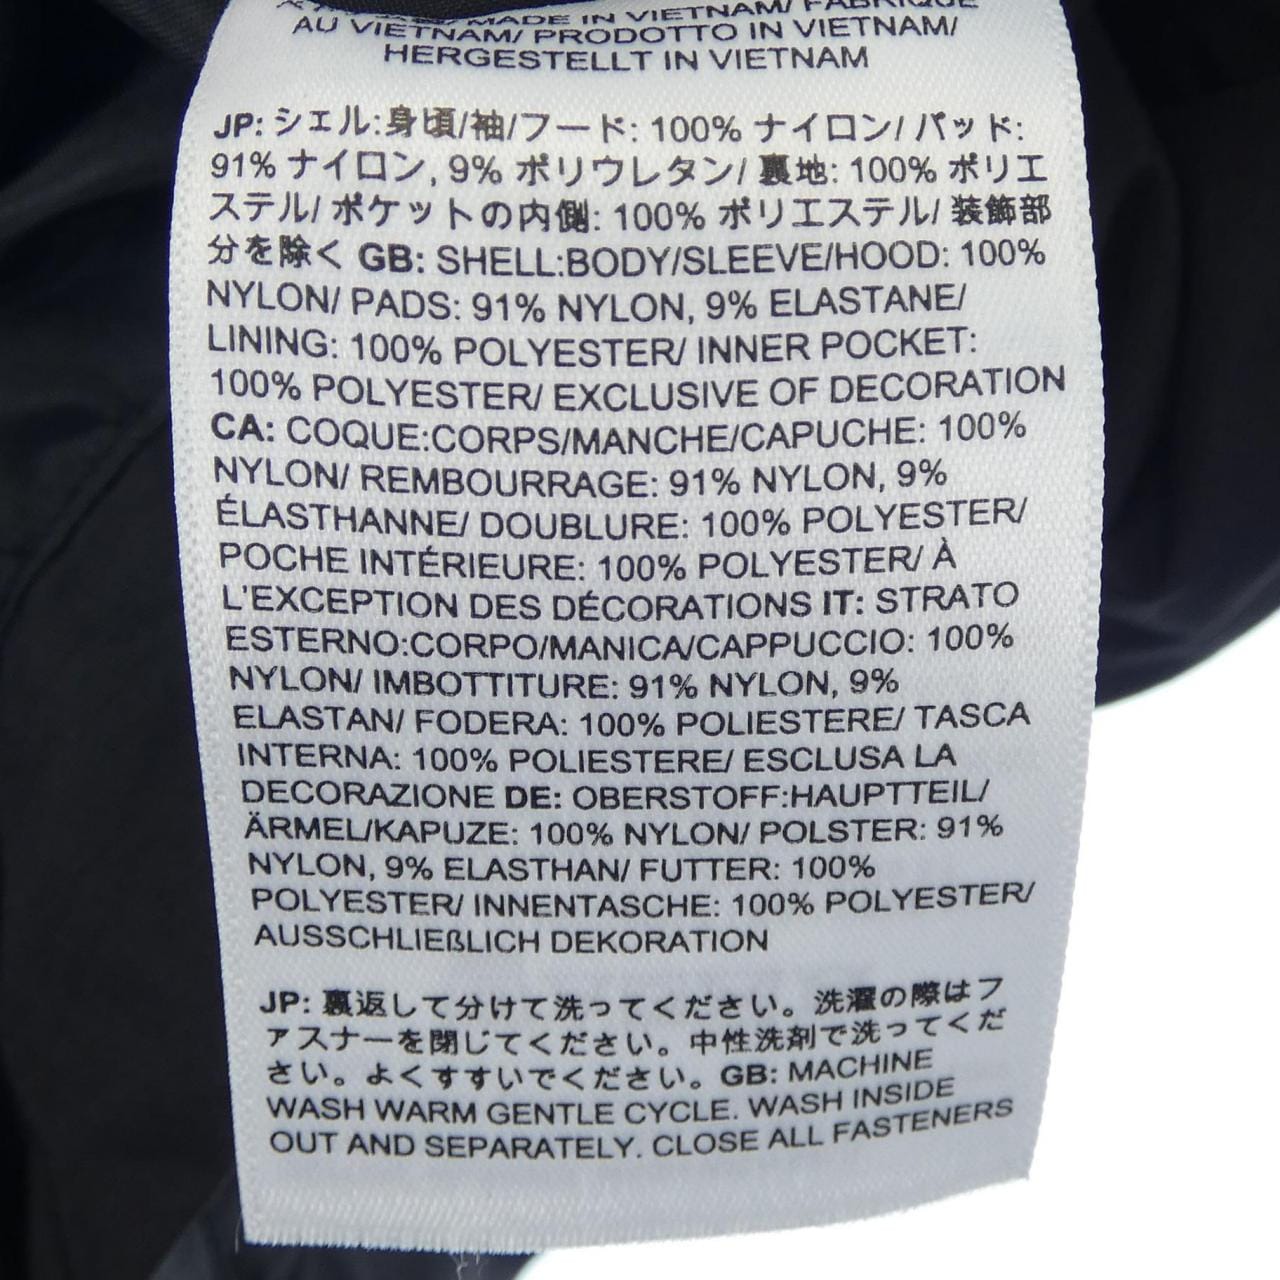 MADE IN VIETNAM/ FABRIQUÉ
AU VIETNAM/ PRODOTTO IN VIETNAM/
HERGESTELLT IN VIETNAM
JP: シェル:身頃/袖/フード: 100% ナイロン/ パッド:
91% ナイロン, 9% ポリウレタン/ 裏地: 100% ポリエ
ステル/ ポケットの内側: 100% ポリエステル/ 装飾部
分を除く GB: SHELL:BODY/SLEEVE/HOOD: 100%
NYLON/ PADS: 91% NYLON, 9% ELASTANE/
LINING: 100% POLYESTER/ INNER POCKET:
100% POLYESTER/ EXCLUSIVE OF DECORATION
CA: COQUE:CORPS/MANCHE/CAPUCHE: 100%
NYLON/ REMBOURRAGE: 91% NYLON, 9%
ÉLASTHANNE/ DOUBLURE: 100% POLYESTER/
POCHE INTÉRIEURE: 100% POLYESTER/ À
L'EXCEPTION DES DÉCORATIONS IT: STRATO
ESTERNO:CORPO/MANICA/CAPPUCCIO: 100%
NYLON/ IMBOTTITURE: 91% NYLON, 9%
ELASTAN/ FODERA: 100% POLIESTERE/ TASCA
INTERNA: 100% POLIESTERE/ ESCLUSA LA
DECORAZIONE DE: OBERSTOFF:HAUPTTEIL/
ÄRMEL/KAPUZE: 100% NYLON/ POLSTER: 91%
NYLON, 9% ELASTHAN/ FUTTER: 100%
POLYESTER/ INNENTASCHE: 100% POLYESTER/
AUSSCHLIEßLICH DEKORATION
JP: 裏返して分けて洗ってください。洗濯の際はフ
ァスナーを閉じてください。中性洗剤で洗ってくだ
さい。よくすすいでください。GB: MACHINE
WASH WARM GENTLE CYCLE. WASH INSIDE
OUT AND SEPARATELY. CLOSE ALL FASTENERS